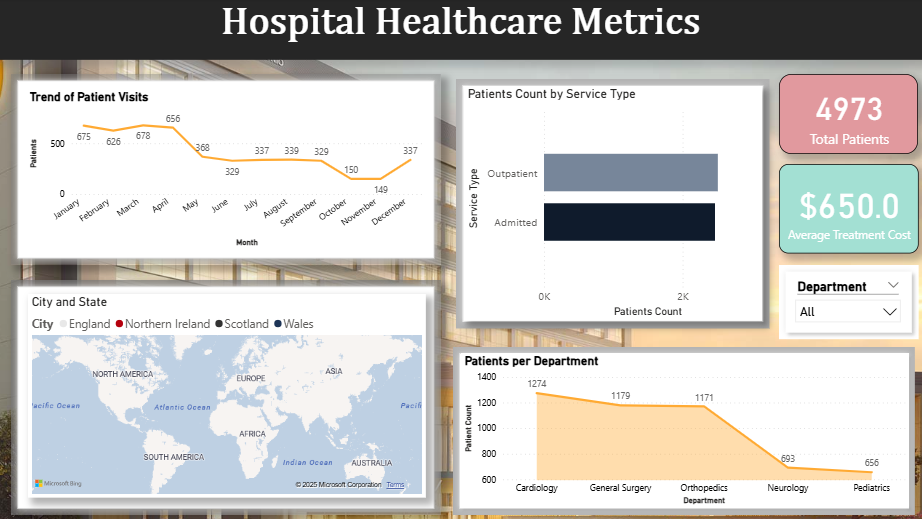 Hospital Healthcare Metrics
Trend of Patient Visits
Patients
500
0
675
626
678
656
368
329
337
339
329
150
149
337
January
February
March
April
May
June
July
August
September
October
November
December
Month
Patients Count by Service Type
Service Type
Outpatient
Admitted
0K
2K
Patients Count
4973
Total Patients
$650.0
Average Treatment Cost
Department
All
City and State
City England Northern Ireland Scotland Wales
NORTH AMERICA
EUROPE
ASIA
Pacific Ocean
Atlantic Ocean
Pacifi
AFRICA
SOUTH AMERICA
Indian Ocean
AUSTRALIA
Microsoft Bing
© 2025 Microsoft Corporation Terms
Patients per Department
Patient Count
1400
1200
1000
800
600
1274
1179
1171
693
656
Cardiology
General Surgery
Orthopedics
Neurology
Pediatrics
Department